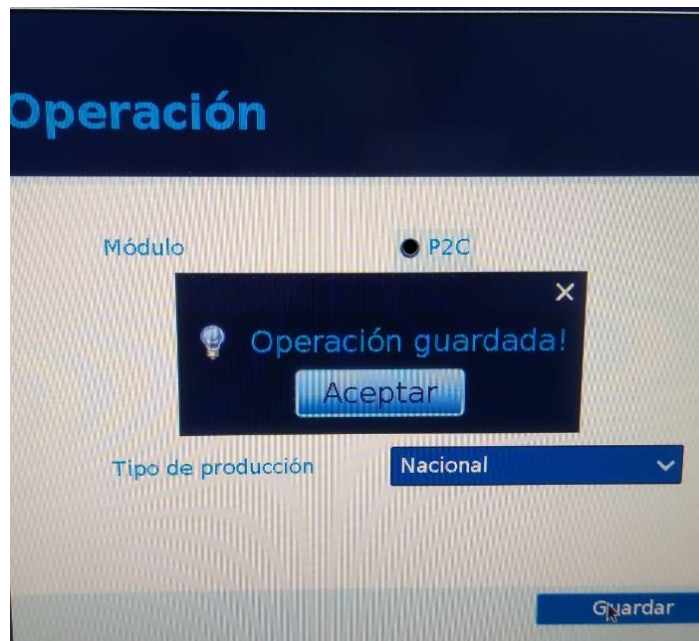 Operación
Módulo P2C
Operación guardada!
Aceptar
Tipo de producción Nacional
Guardar